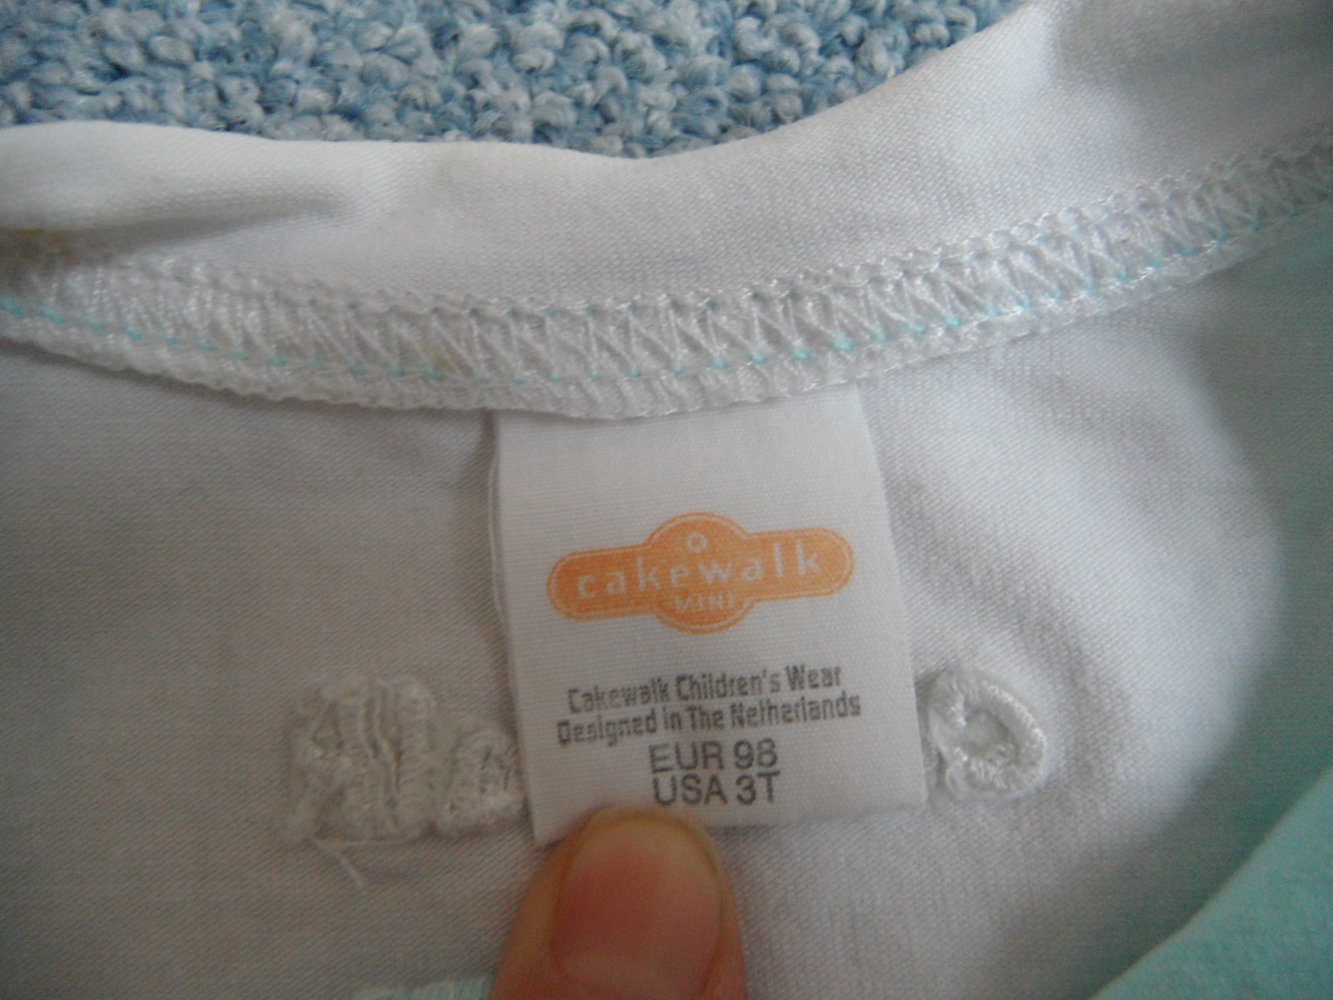 cakewalk
MINI
Cakewalk Children's Wear
Designed in The Netherlands
EUR 98
USA 3T